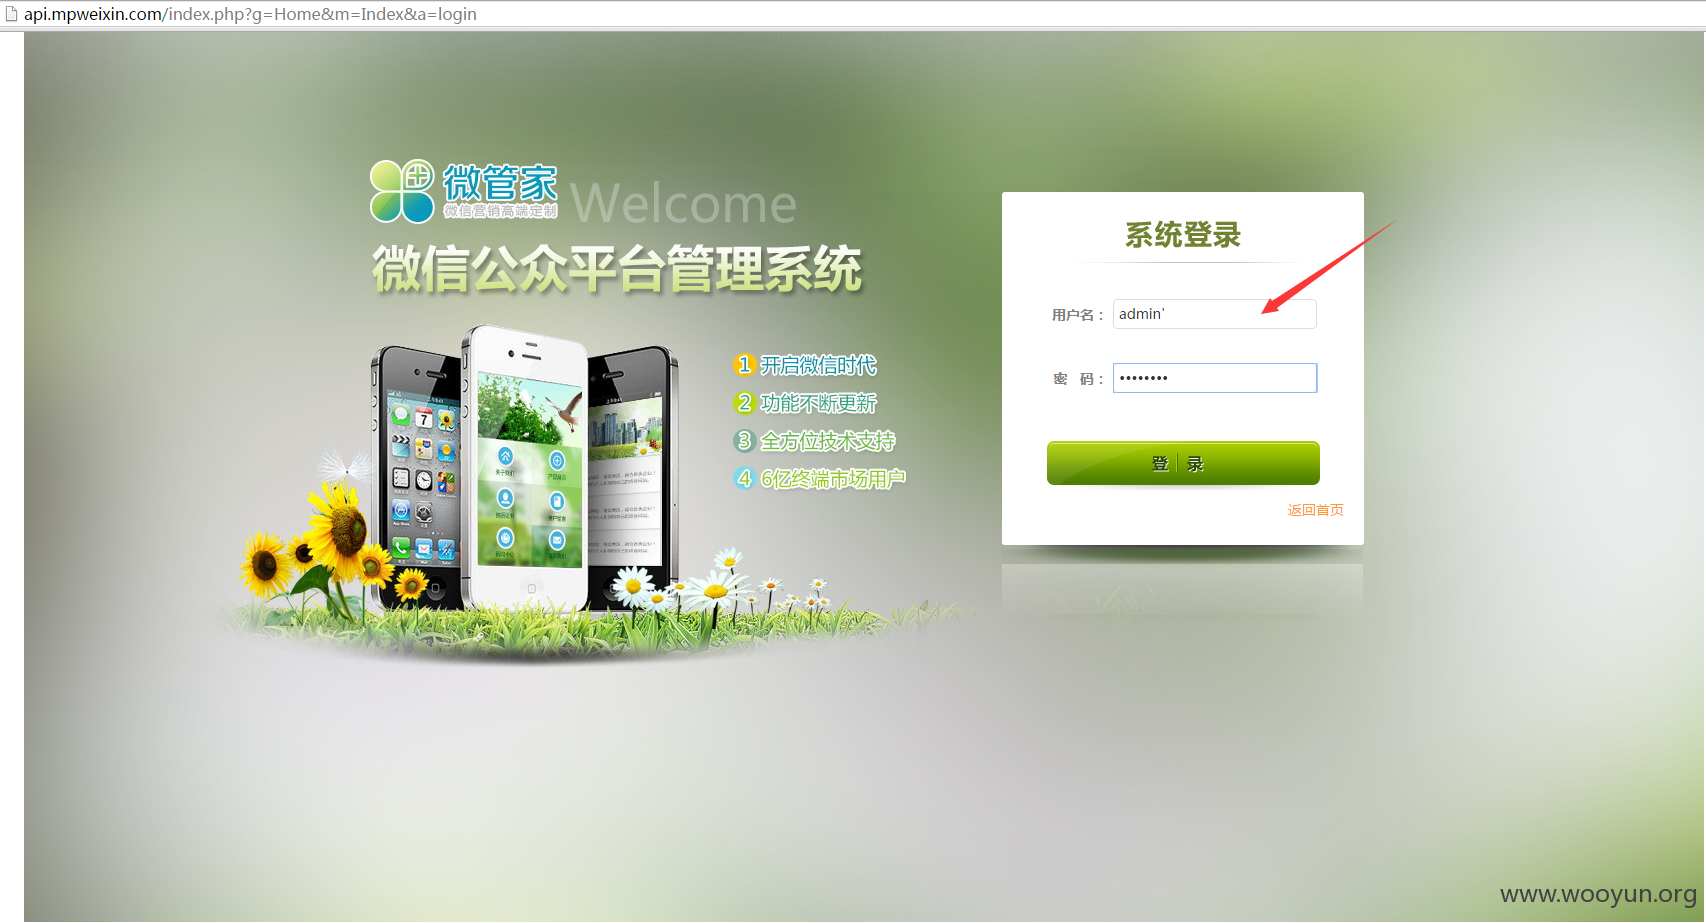 api.mpweixin.com/index.php?g=Home&m=Index&a=login
微管家
微信营销高端定制
Welcome
微信公众平台管理系统
1 开启微信时代
2 功能不断更新
3 全方位技术支持
4 6亿终端市场用户
系统登录
用户名： admin'
密 码： ••••••••
登 录
返回首页
www.wooyun.org